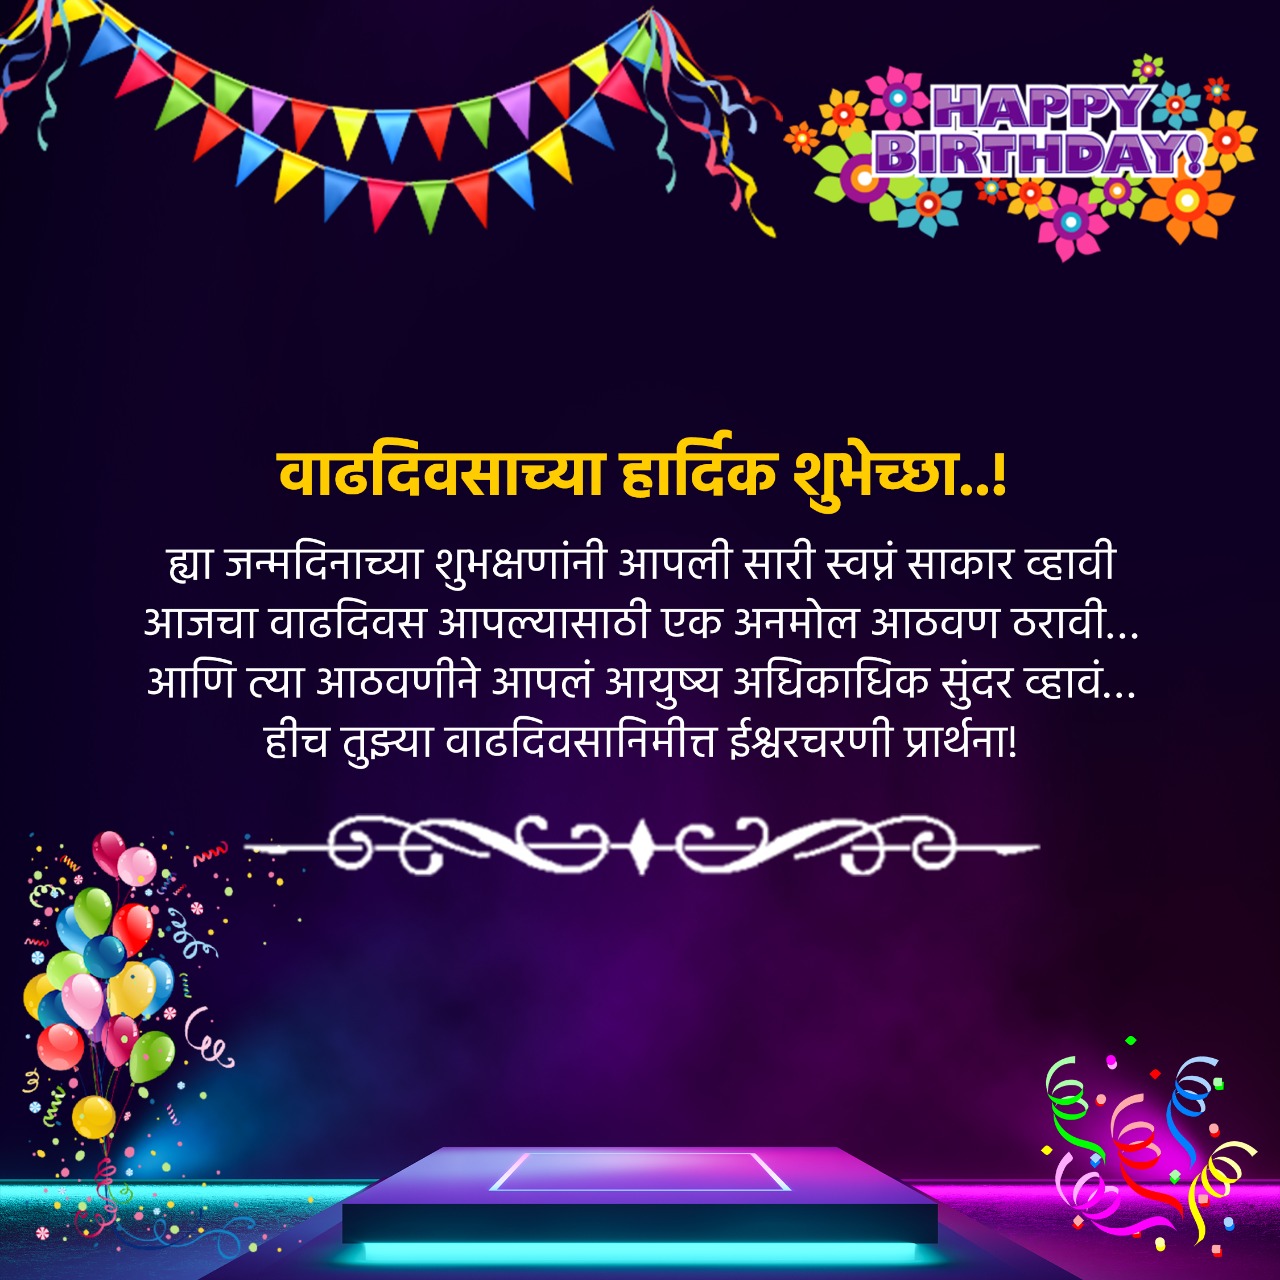 HAPPY
BIRTHDAY!
वाढदिवसाच्या हार्दिक शुभेच्छा..!
ह्या जन्मदिनाच्या शुभक्षणांनी आपली सारी स्वप्नं साकार व्हावी
आजचा वाढदिवस आपल्यासाठी एक अनमोल आठवण ठरावी...
आणि त्या आठवणीने आपलं आयुष्य अधिकाधिक सुंदर व्हावं...
हीच तुझ्या वाढदिवसानिमीत्त ईश्वरचरणी प्रार्थना!